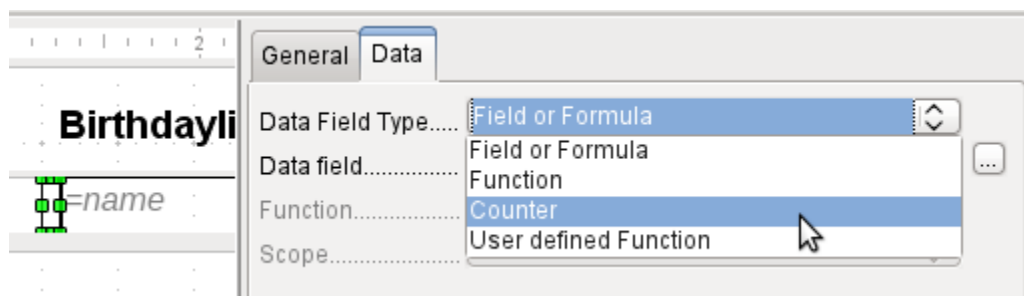 2
General Data
Birthdayli
Data Field Type..... Field or Formula
Field or Formula
Data field................ ...
Function
=name
Function................. Counter
User defined Function
Scope.....................